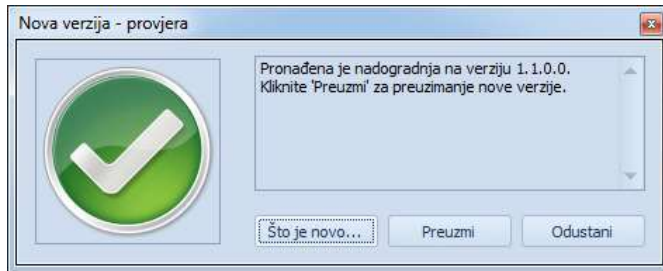 Nova verzija - provjera
Pronađena je nadogradnja na verziju 1.1.0.0.
Kliknite 'Preuzmi' za preuzimanje nove verzije.
Što je novo...
Preuzmi
Odustani